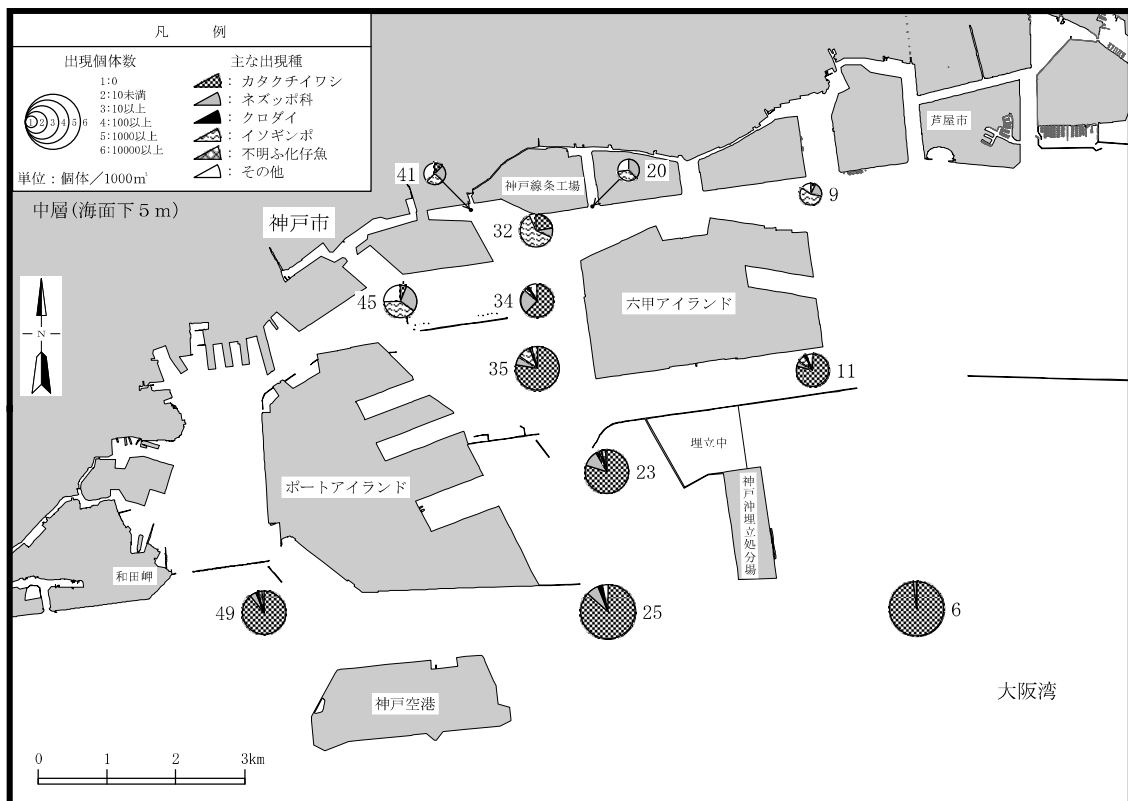 凡 例
出現個体数
1:0
2:10未満
3:10以上
4:100以上
5:1000以上
6:10000以上
1 2 3 4 5 6
単位:個体/1000㎥
主な出現種
: カタクチイワシ
: ネズッポ科
: クロダイ
: イソギンポ
: 不明ふ化仔魚
: その他
中層(海面下5m)
神戸市
芦屋市
41
神戸線条工場
20
9
32
六甲アイランド
45
34
N
35
11
埋立中
23
ポートアイランド
神戸沖埋立処分場
和田岬
49
25
6
大阪湾
神戸空港
0 1 2 3km